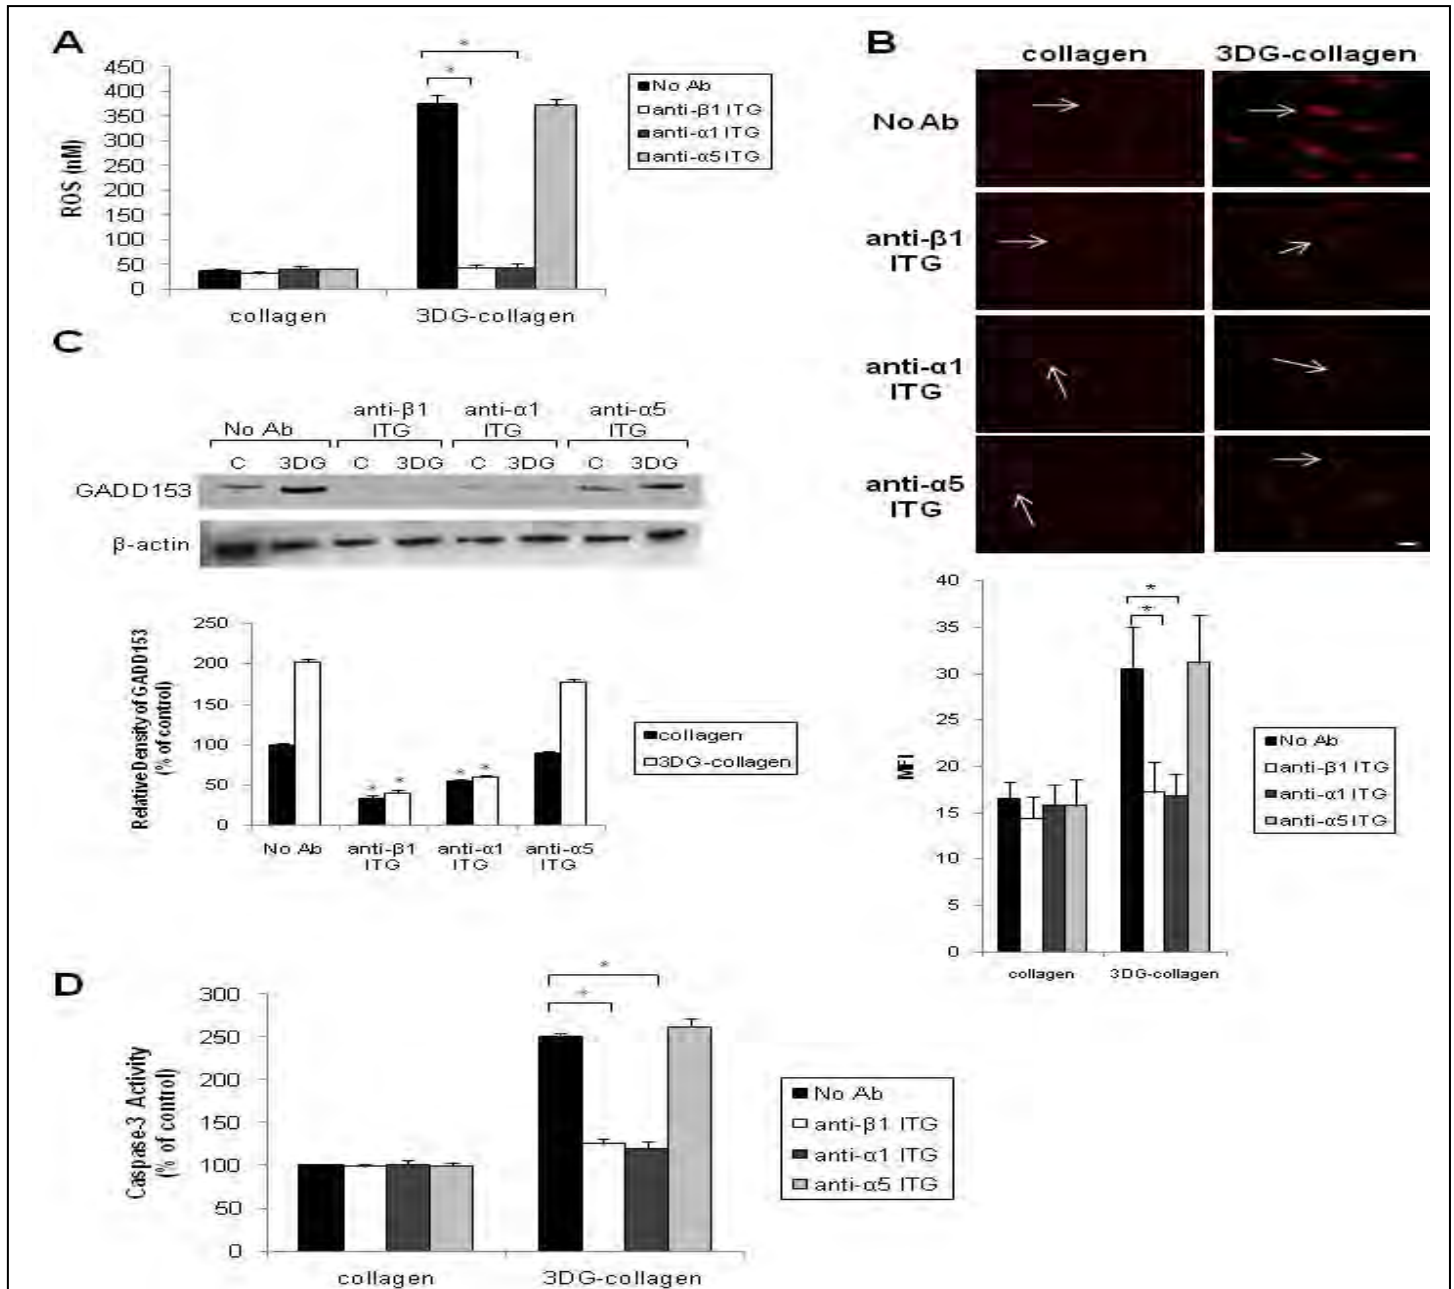 A
*
*
450
400
350
300
250
200
150
100
50
0
ROS (nM)
collagen
3DG-collagen
No Ab
anti-β1 ITG
anti-α1 ITG
anti-α5 ITG
B
collagen
3DG-collagen
No Ab
anti-β1
ITG
anti-α1
ITG
anti-α5
ITG
40
35
30
25
20
15
10
5
0
MFI
*
*
collagen
3DG-collagen
No Ab
anti-β1 ITG
anti-α1 ITG
anti-α5 ITG
C
No Ab
anti-β1
ITG
anti-α1
ITG
anti-α5
ITG
C 3DG C 3DG C 3DG C 3DG
GADD153
β-actin
250
200
150
100
50
0
Relative Density of GADD153
(% of control)
* * * *
No Ab
anti-β1
ITG
anti-α1
ITG
anti-α5
ITG
collagen
3DG-collagen
D
*
*
300
250
200
150
100
50
0
Caspase-3 Activity
(% of control)
collagen
3DG-collagen
No Ab
anti-β1 ITG
anti-α1 ITG
anti-α5 ITG